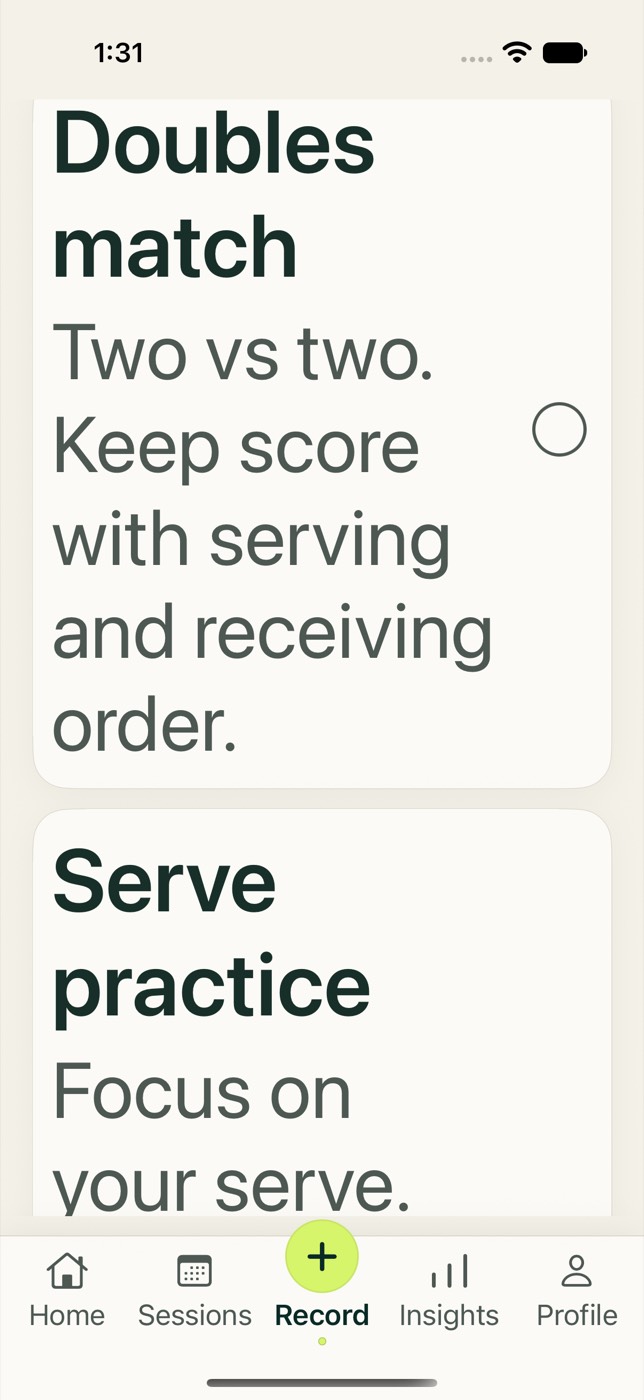 1:31
Doubles
match
Two vs two.
Keep score
with serving
and receiving
order.
Serve
practice
Focus on
your serve.
Home
Sessions
Record
Insights
Profile